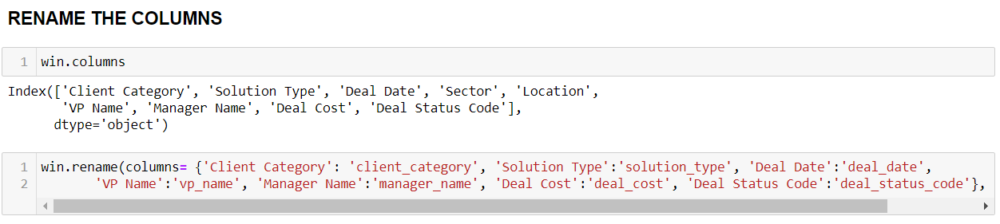 RENAME THE COLUMNS
1 win.columns
Index(['Client Category', 'Solution Type', 'Deal Date', 'Sector', 'Location',
'VP Name', 'Manager Name', 'Deal Cost', 'Deal Status Code'],
dtype='object')
1 win.rename(columns= {'Client Category': 'client_category', 'Solution Type':'solution_type', 'Deal Date':'deal_date',
2 'VP Name':'vp_name', 'Manager Name':'manager_name', 'Deal Cost':'deal_cost', 'Deal Status Code':'deal_status_code'},